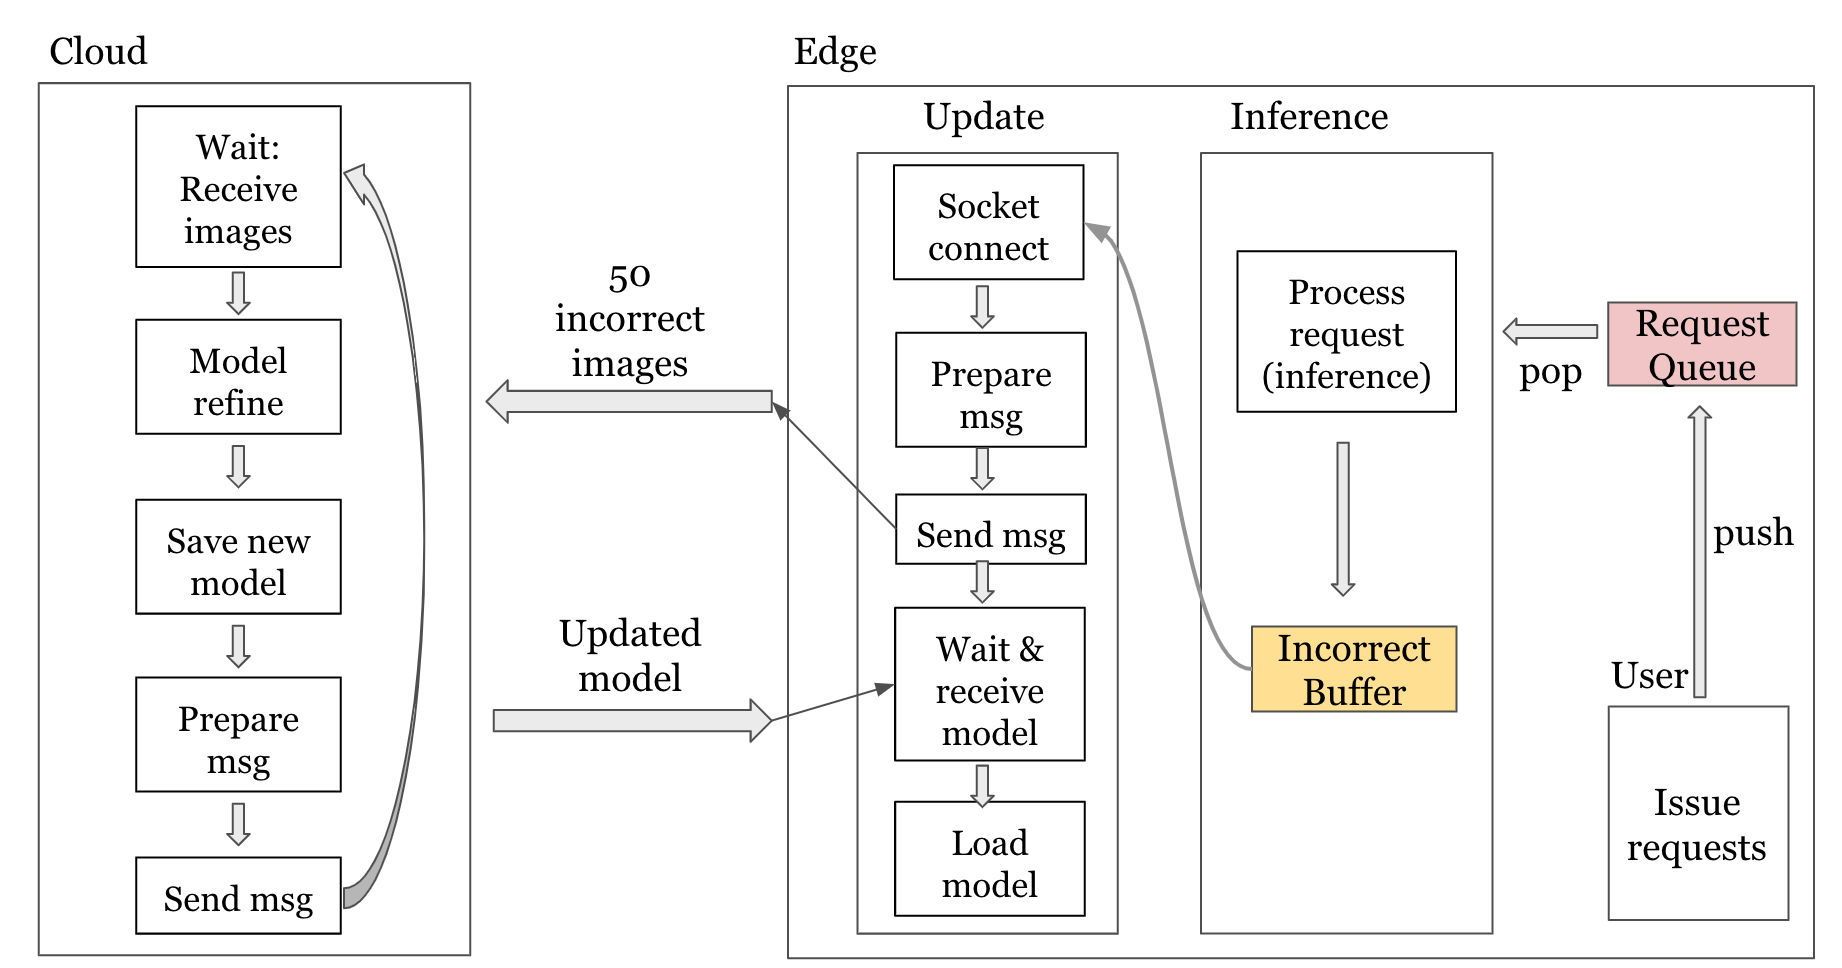 Cloud
Wait:
Receive
images
Model
refine
Save new
model
Prepare
msg
Send msg
50
incorrect
images
Updated
model
Edge
Update
Socket
connect
Prepare
msg
Send msg
Wait &
receive
model
Load
model
Inference
Process
request
(inference)
Incorrect
Buffer
pop
Request
Queue
push
User
Issue
requests